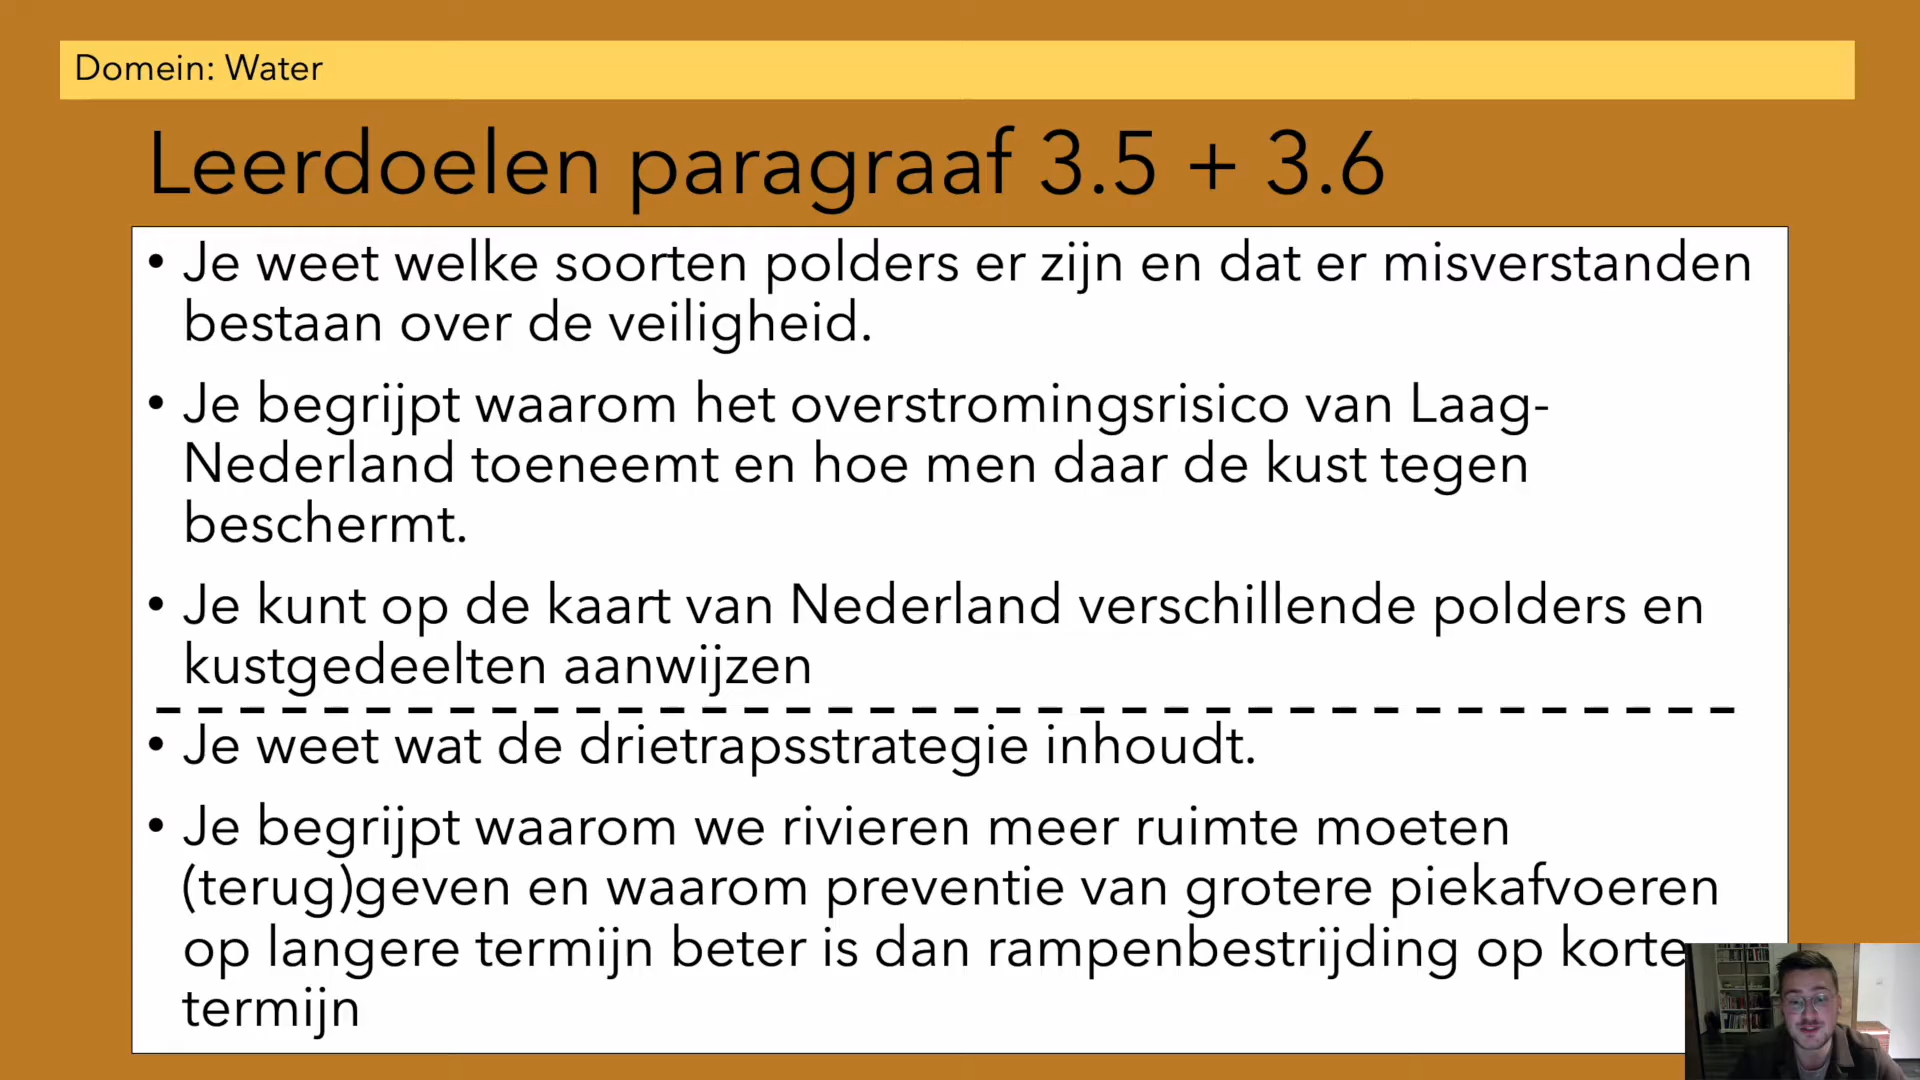 Domein: Water
Leerdoelen paragraaf 3.5 + 3.6
• Je weet welke soorten polders er zijn en dat er misverstanden
bestaan over de veiligheid.
• Je begrijpt waarom het overstromingsrisico van Laag-
Nederland toeneemt en hoe men daar de kust tegen
beschermt.
• Je kunt op de kaart van Nederland verschillende polders en
kustgedeelten aanwijzen
• Je weet wat de drietrapsstrategie inhoudt.
• Je begrijpt waarom we rivieren meer ruimte moeten
(terug)geven en waarom preventie van grotere piekafvoeren
op langere termijn beter is dan rampenbestrijding op korte
termijn